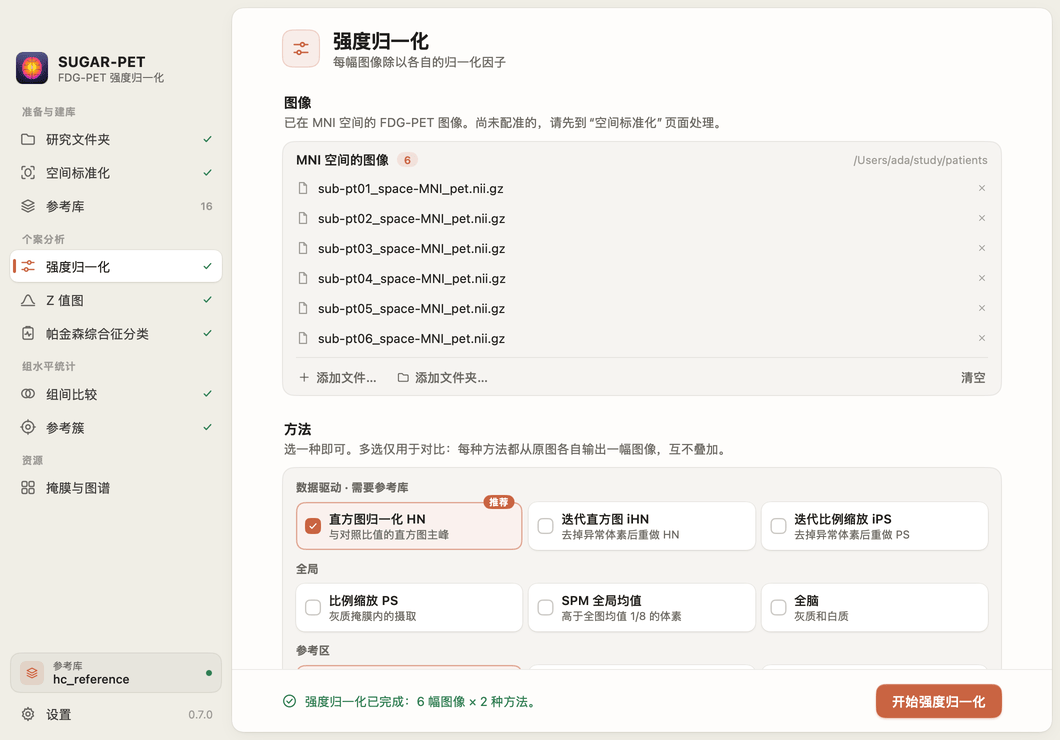 SUGAR-PET
FDG-PET 强度归一化
准备与建库
研究文件夹
空间标准化
参考库 16
个案分析
强度归一化
Z 值图
帕金森综合征分类
组水平统计
组间比较
参考簇
资源
掩膜与图谱
参考库
hc_reference
设置 0.7.0
强度归一化
每幅图像除以各自的归一化因子
图像
已在 MNI 空间的 FDG-PET 图像。尚未配准的，请先到 “空间标准化” 页面处理。
MNI 空间的图像 6 /Users/ada/study/patients
sub-pt01_space-MNI_pet.nii.gz
sub-pt02_space-MNI_pet.nii.gz
sub-pt03_space-MNI_pet.nii.gz
sub-pt04_space-MNI_pet.nii.gz
sub-pt05_space-MNI_pet.nii.gz
sub-pt06_space-MNI_pet.nii.gz
添加文件... 添加文件夹... 清空
方法
选一种即可。多选仅用于对比：每种方法都从原图各自输出一幅图像，互不叠加。
数据驱动 · 需要参考库
推荐
直方图归一化 HN
与对照比值的直方图主峰
迭代直方图 iHN
去掉异常体素后重做 HN
迭代比例缩放 iPS
去掉异常体素后重做 PS
全局
比例缩放 PS
灰质掩膜内的摄取
SPM 全局均值
高于全图均值 1/8 的体素
全脑
灰质和白质
参考区
强度归一化已完成：6 幅图像 × 2 种方法。
开始强度归一化